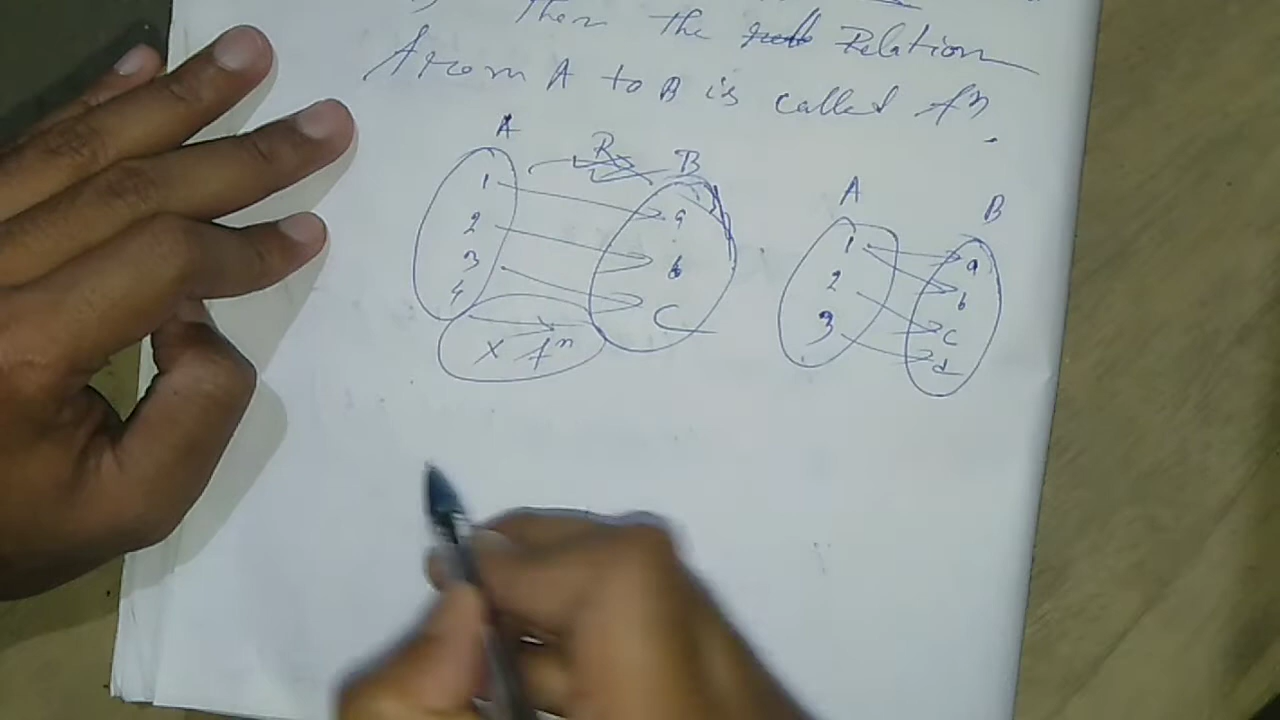 Then the Relation
from A to B is called fn.
A
R
B
1
2
3
4
a
b
c
x fn
A
B
1
2
3
a
b
c
d